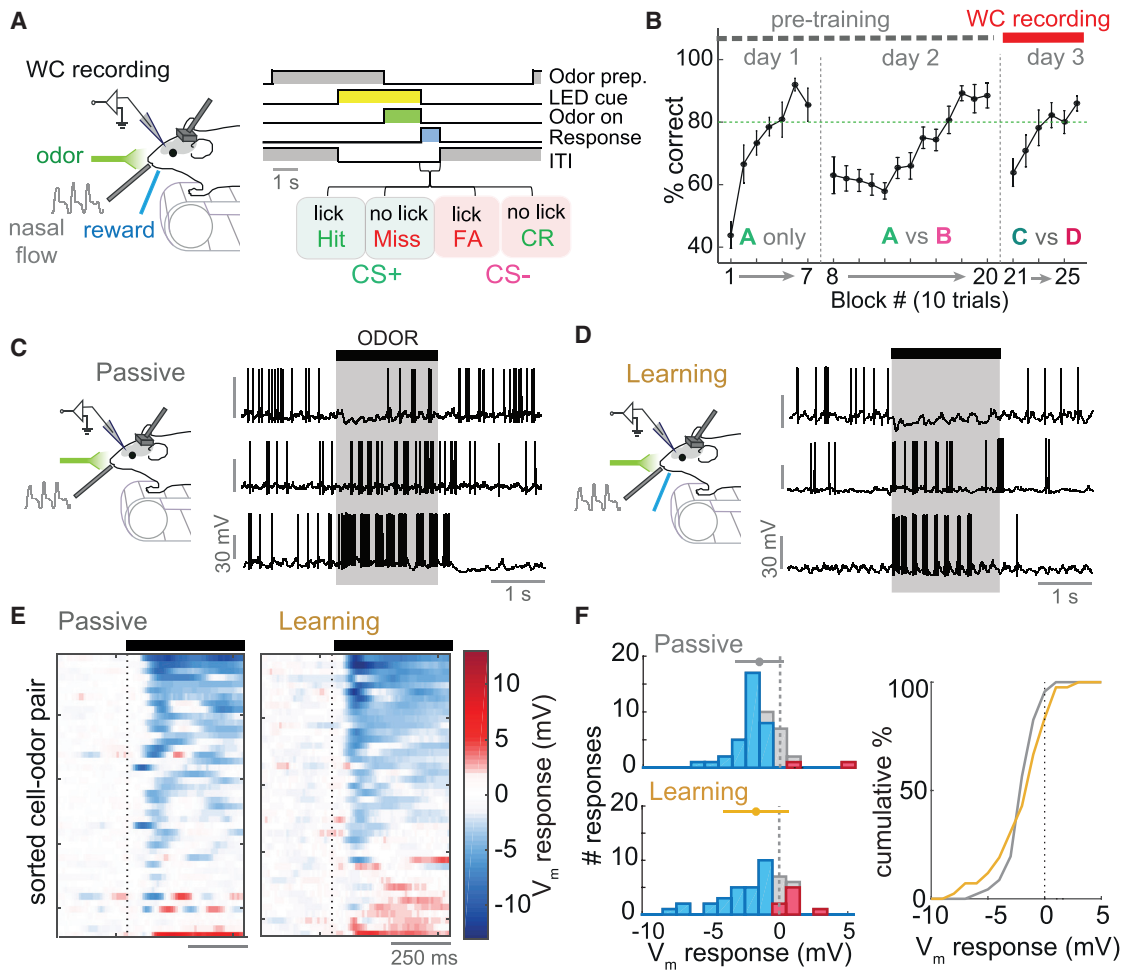 A
WC recording
odor
nasal
flow
reward
Odor prep.
LED cue
Odor on
Response
ITI
1 s
lick
Hit
no lick
Miss
lick
FA
no lick
CR
CS+
CS-
B
pre-training
WC recording
day 1
day 2
day 3
100
80
60
40
% correct
A only
A vs B
C vs D
1
7
8
20
21
25
Block # (10 trials)
C
Passive
ODOR
30 mV
1 s
D
Learning
30 mV
1 s
E
Passive
Learning
sorted cell-odor pair
10
5
0
-5
-10
Vm response (mV)
250 ms
F
Passive
20
10
0
Learning
20
10
0
# responses
-10
-5
0
5
Vm response (mV)
100
50
0
cumulative %
-10
-5
0
5
Vm response (mV)